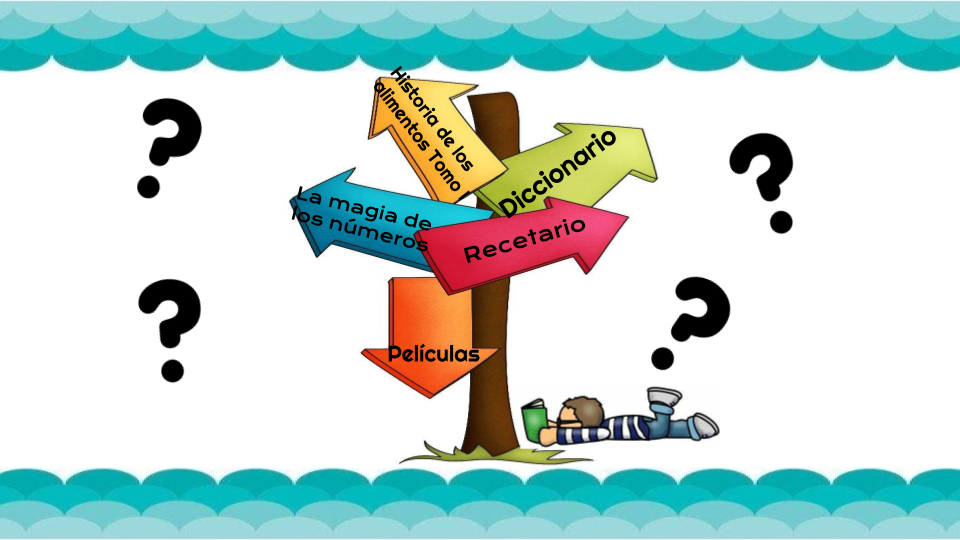 Historia de los
alimentos Tomo
Diccionario
La magia de
los números
Recetario
Películas